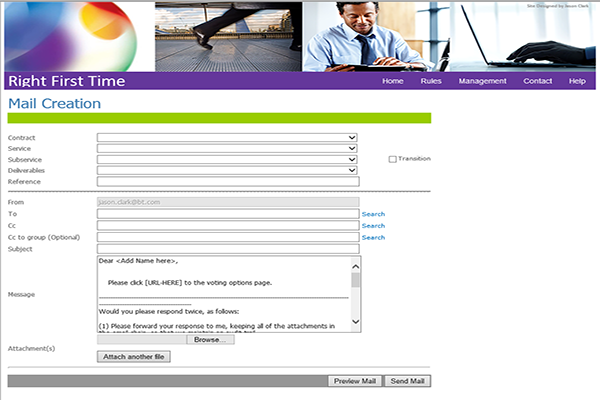 Site Designed by Jason Clark
Right First Time
Home Rules Management Contact Help
Mail Creation
Contract
Service
Subservice Transition
Deliverables
Reference
From jason.clark@bt.com
To Search
Cc Search
Cc to group (Optional) Search
Subject
Dear <Add Name here>,
Please click [URL-HERE] to the voting options page.
Message
Would you please respond twice, as follows:
(1) Please forward your response to me, keeping all of the attachments in
Browse...
Attachment(s)
Attach another file
Preview Mail Send Mail